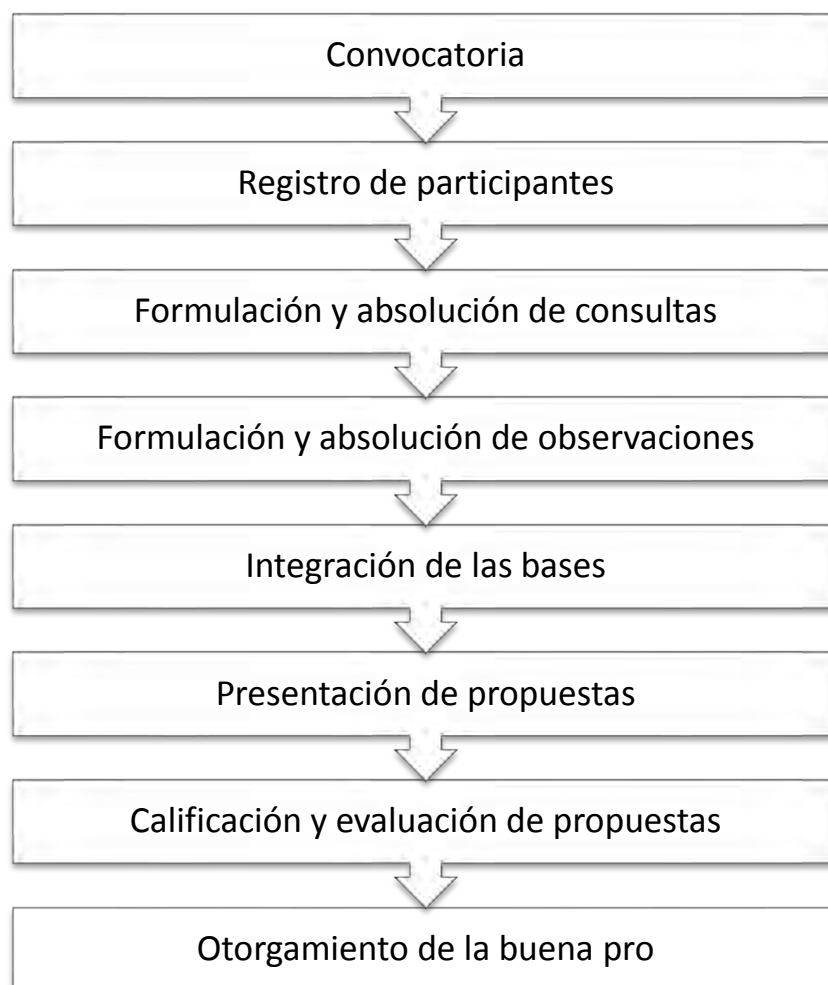 Convocatoria
Registro de participantes
Formulación y absolución de consultas
Formulación y absolución de observaciones
Integración de las bases
Presentación de propuestas
Calificación y evaluación de propuestas
Otorgamiento de la buena pro